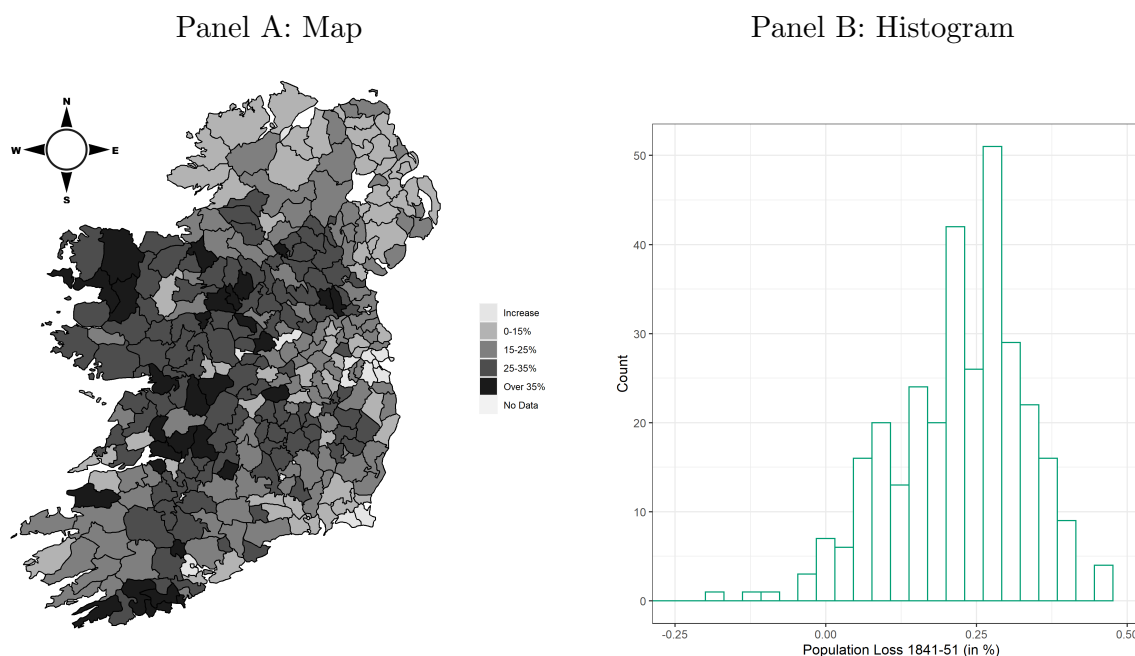 Panel A: Map
Panel B: Histogram
N
W
E
S
Increase
0-15%
15-25%
25-35%
Over 35%
No Data
50
40
30
20
10
0
Count
-0.25
0.00
0.25
0.50
Population Loss 1841-51 (in %)